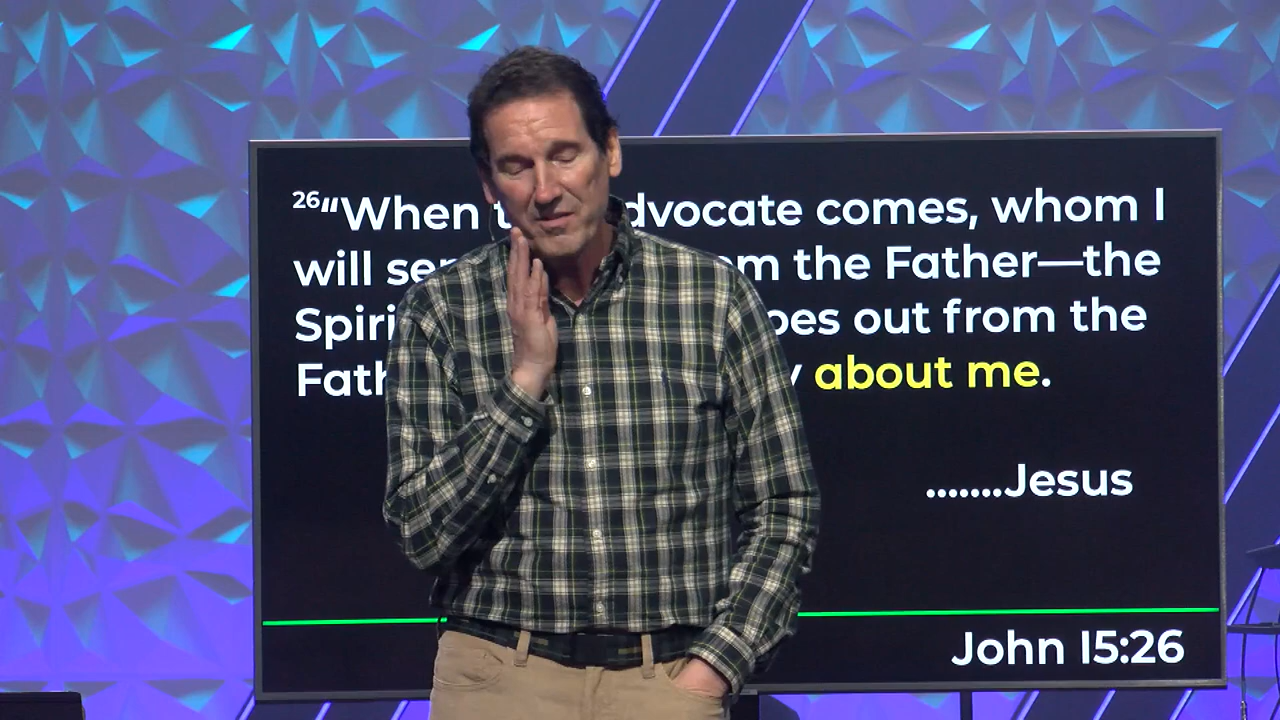 26"When dvocate comes, whom I
will from the Father—the
Spiri oes out from the
Fath about me.
.......Jesus
John 15:26